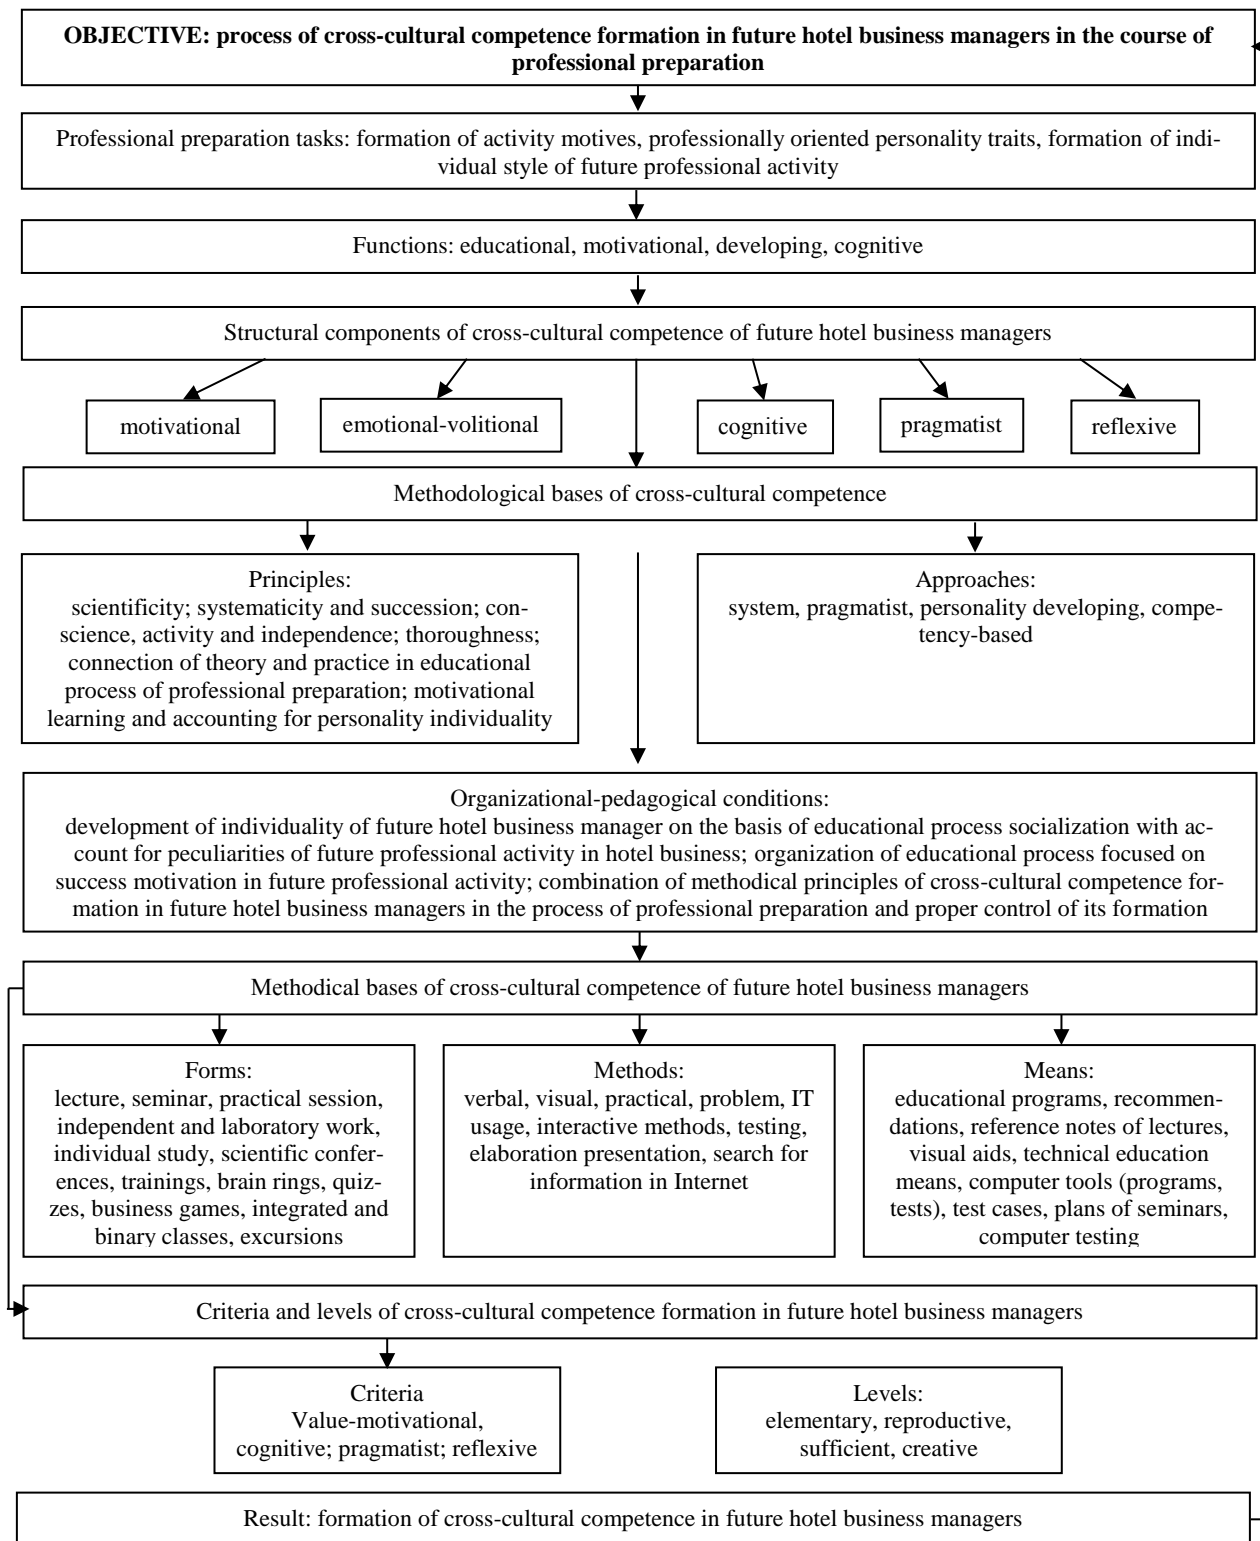 OBJECTIVE: process of cross-cultural competence formation in future hotel business managers in the course of
professional preparation
Professional preparation tasks: formation of activity motives, professionally oriented personality traits, formation of indi-
vidual style of future professional activity
Functions: educational, motivational, developing, cognitive
Structural components of cross-cultural competence of future hotel business managers
motivational
emotional-volitional
cognitive
pragmatist
reflexive
Methodological bases of cross-cultural competence
Principles:
scientificity; systematicity and succession; con-
science, activity and independence; thoroughness;
connection of theory and practice in educational
process of professional preparation; motivational
learning and accounting for personality individuality
Approaches:
system, pragmatist, personality developing, compe-
tency-based
Organizational-pedagogical conditions:
development of individuality of future hotel business manager on the basis of educational process socialization with ac-
count for peculiarities of future professional activity in hotel business; organization of educational process focused on
success motivation in future professional activity; combination of methodical principles of cross-cultural competence for-
mation in future hotel business managers in the process of professional preparation and proper control of its formation
Methodical bases of cross-cultural competence of future hotel business managers
Forms:
lecture, seminar, practical session,
independent and laboratory work,
individual study, scientific confer-
ences, trainings, brain rings, quiz-
zes, business games, integrated and
binary classes, excursions
Methods:
verbal, visual, practical, problem, IT
usage, interactive methods, testing,
elaboration presentation, search for
information in Internet
Means:
educational programs, recommen-
dations, reference notes of lectures,
visual aids, technical education
means, computer tools (programs,
tests), test cases, plans of seminars,
computer testing
Criteria and levels of cross-cultural competence formation in future hotel business managers
Criteria
Value-motivational,
cognitive; pragmatist; reflexive
Levels:
elementary, reproductive,
sufficient, creative
Result: formation of cross-cultural competence in future hotel business managers